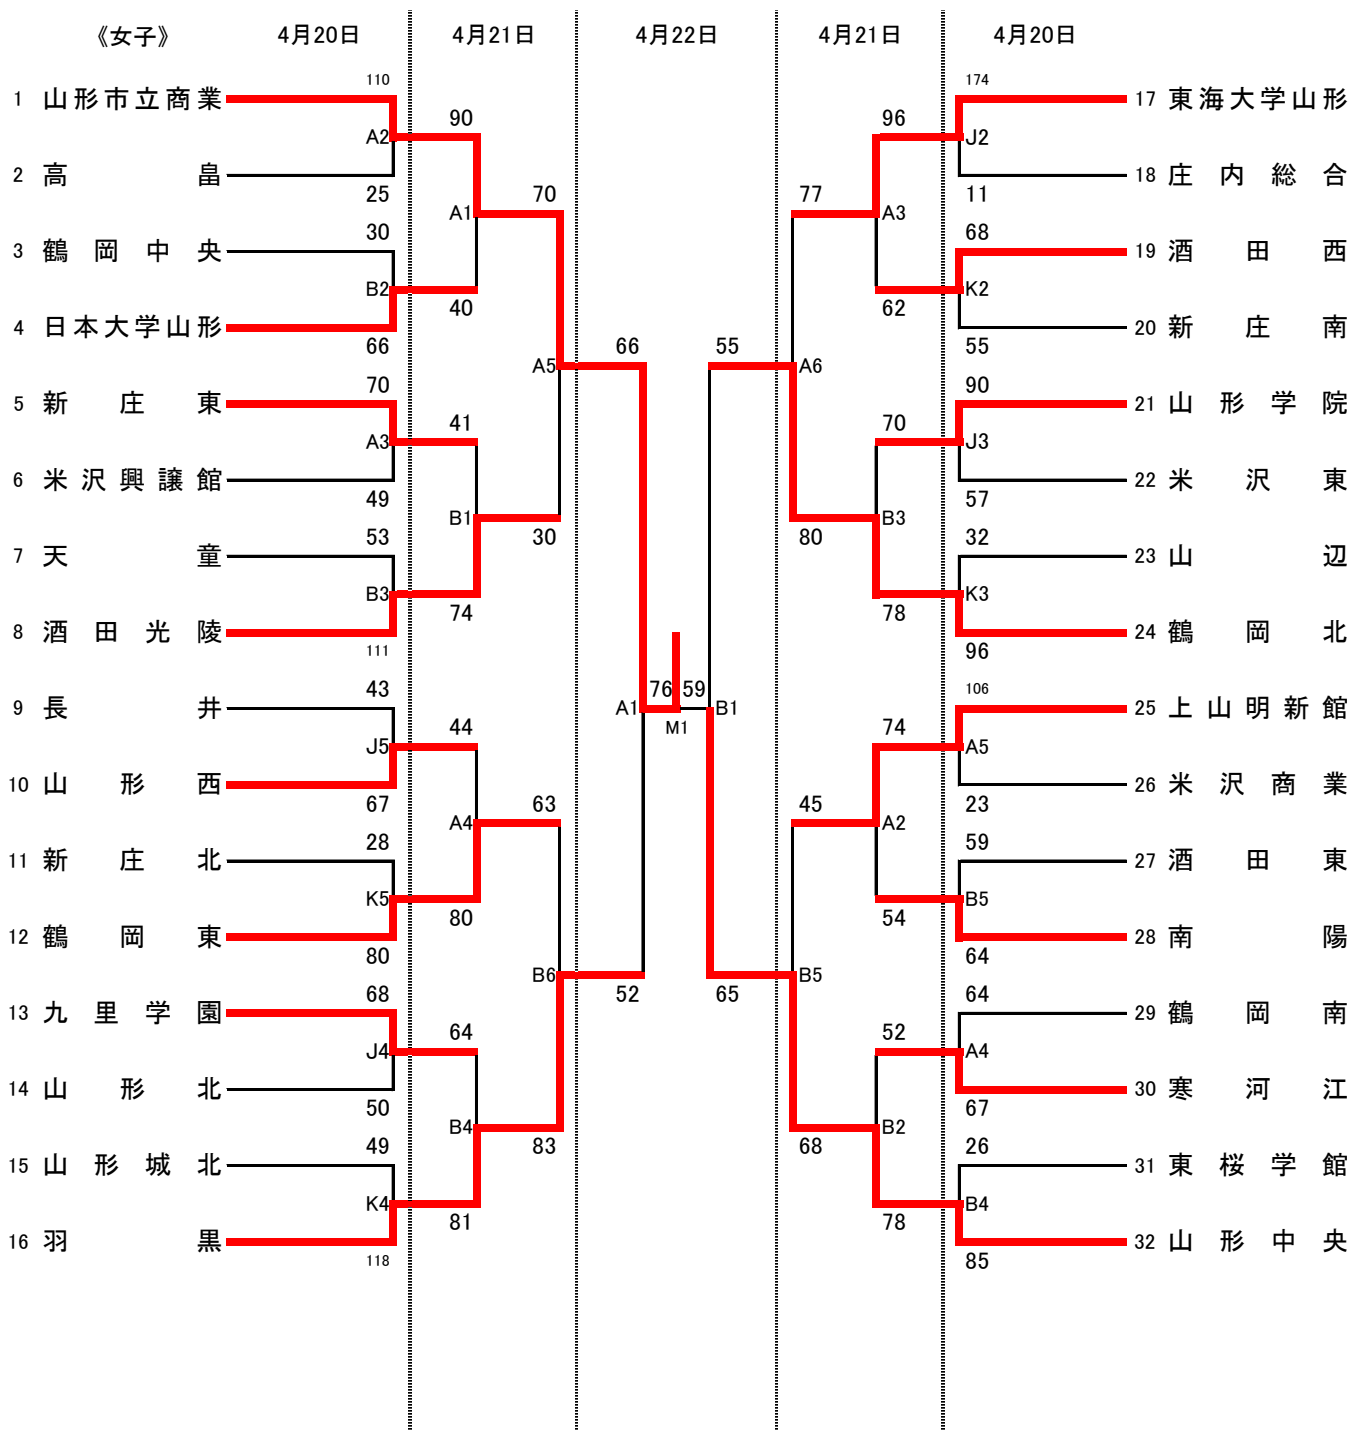 《女子》 4月20日 4月21日 4月22日 4月21日 4月20日
110 174
1 山形市立商業 17 東海大学山形
90 96
A2 J2
2 高畠 18 庄内総合
25 70 77 11
A1 A3
30 68
3 鶴岡中央 19 酒田西
B2 K2
40 62
4 日本大学山形 20 新庄南
66 66 55 55
A5 A6
70 90
5 新庄東 21 山形学院
41 70
A3 J3
6 米沢興譲館 22 米沢東
49 57
B1 B3
53 30 80 32
7 天童 23 山辺
B3 K3
74 78
8 酒田光陵 24 鶴岡北
111 96
43 76 59 106
9 長井 A1 B1 25 上山明新館
M1
44 74
J5 A5
10 山形西 26 米沢商業
67 63 45 23
A4 A2
28 59
11 新庄北 27 酒田東
K5 B5
80 54
12 鶴岡東 28 南陽
80 64
B6 B5
68 52 65 64
13 九里学園 29 鶴岡南
64 52
J4 A4
14 山形北 30 寒河江
50 67
B4 B2
49 83 68 26
15 山形城北 31 東桜学館
K4 B4
81 78
16 羽黒 32 山形中央
118 85